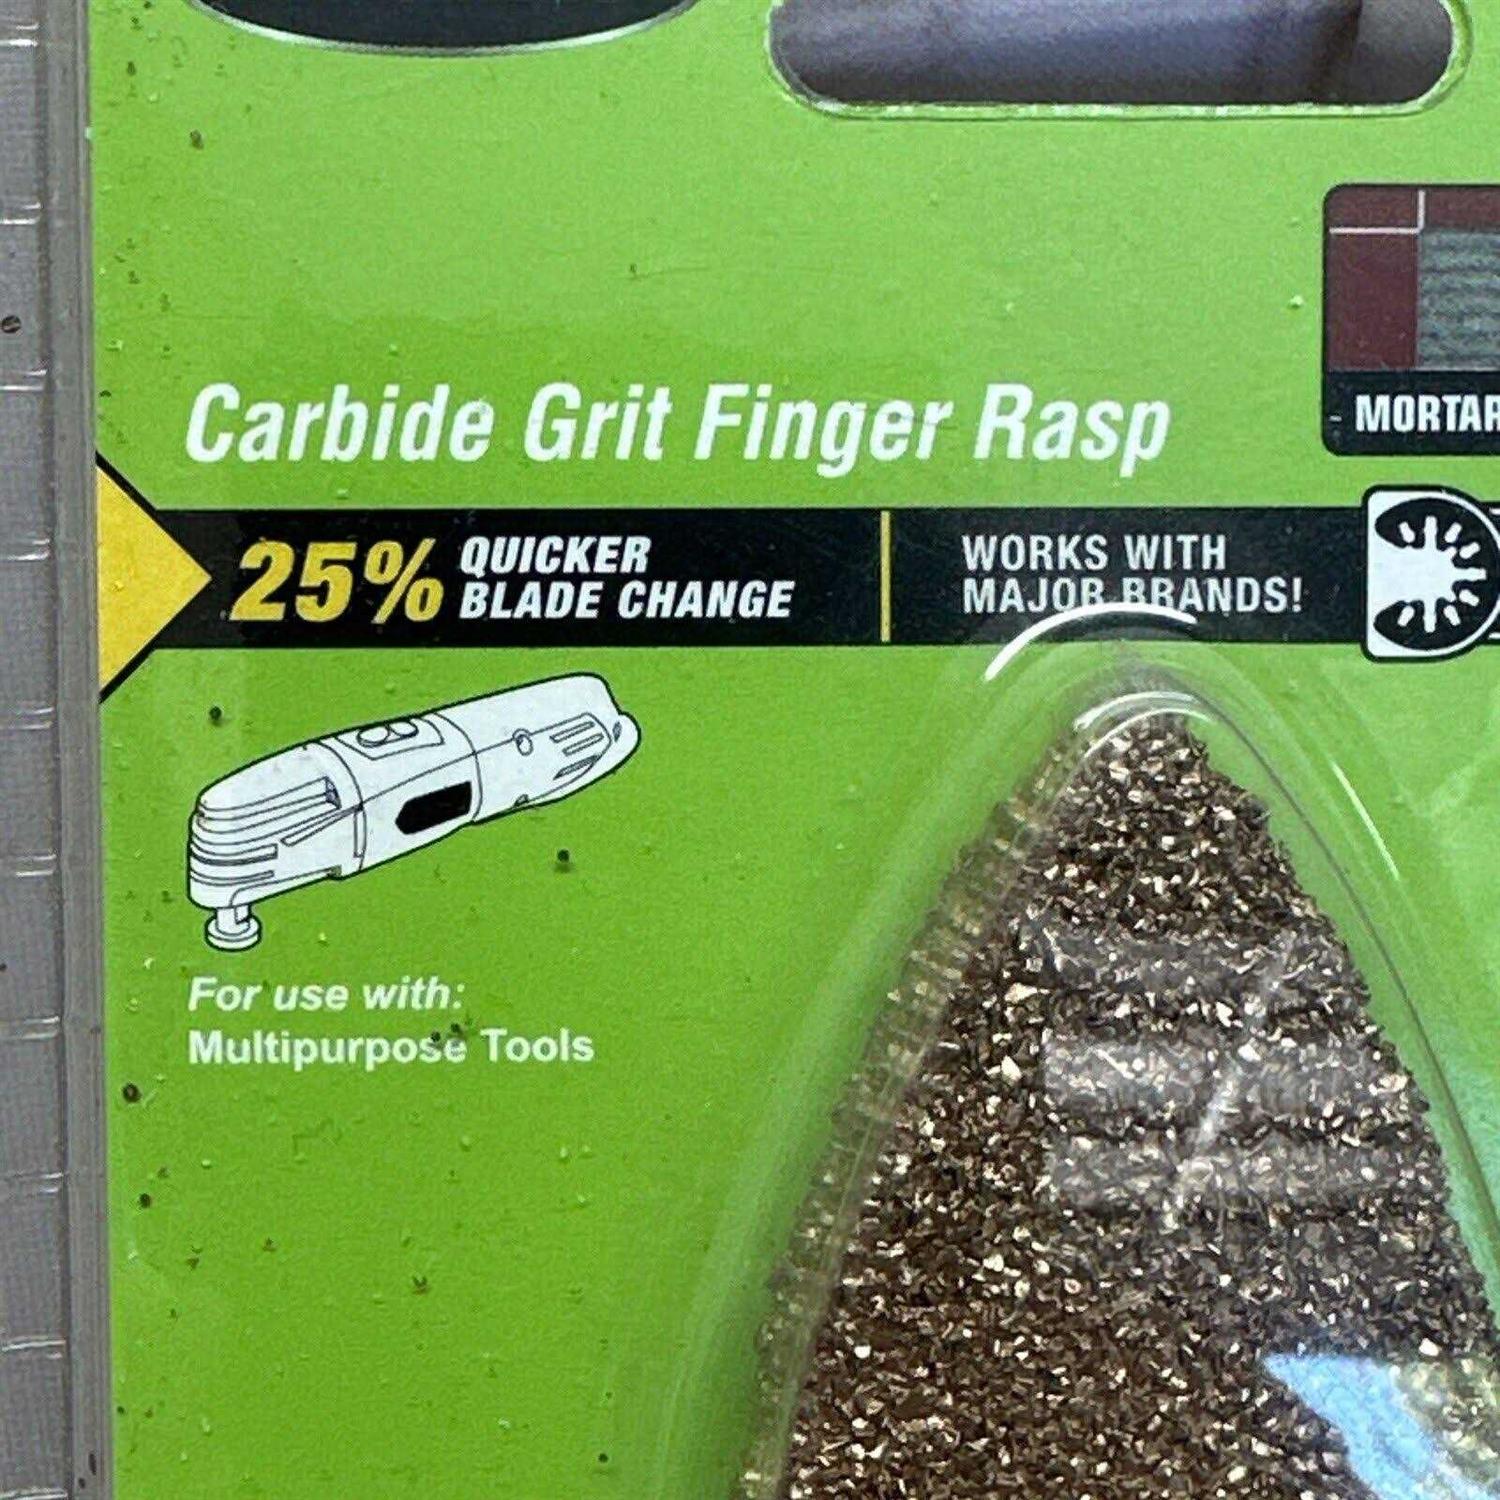 Carbide Grit Finger Rasp
MORTAR
25% QUICKER
BLADE CHANGE
WORKS WITH
MAJOR BRANDS!
For use with:
Multipurpose Tools